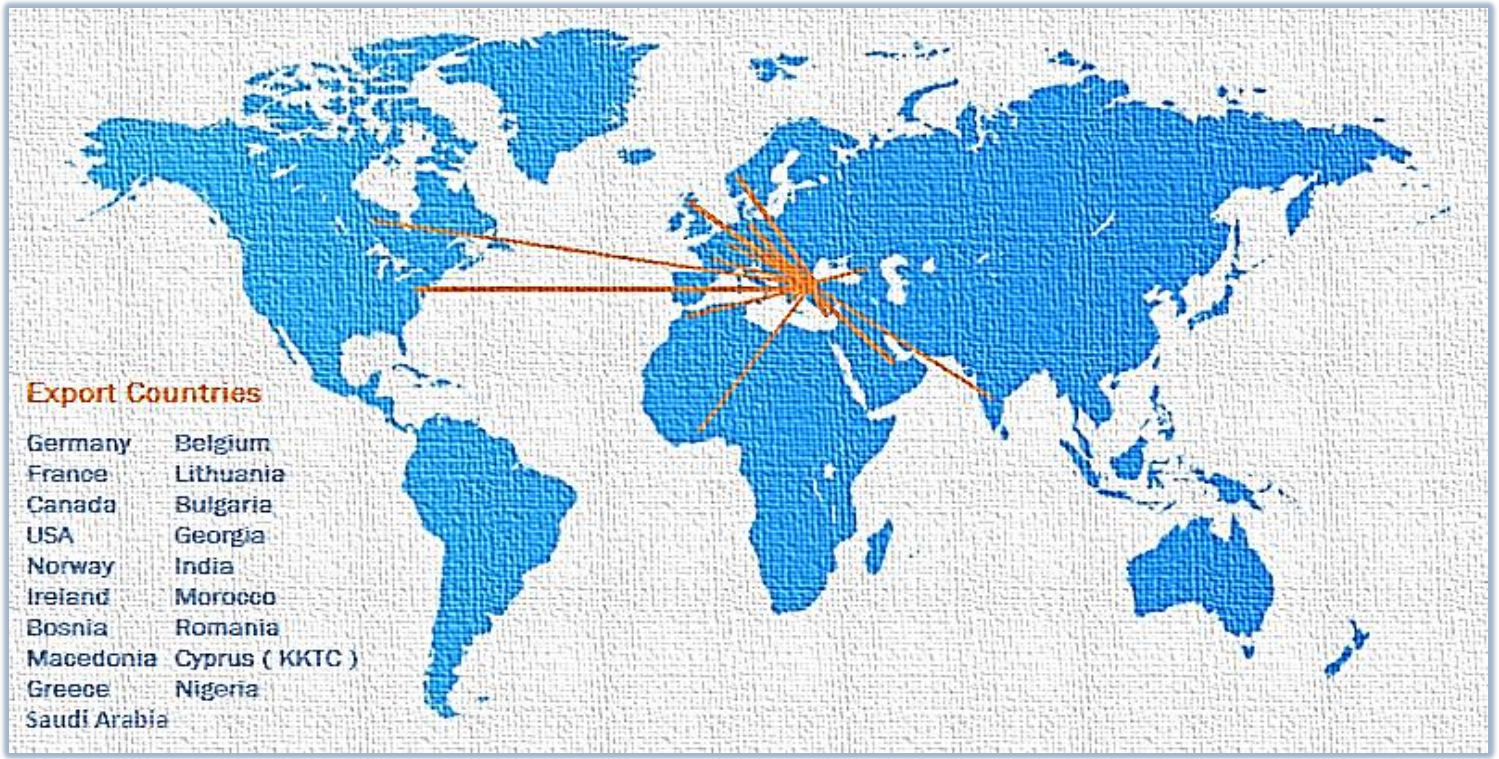 Export Countries
Germany Belgium
France Lithuania
Canada Bulgaria
USA Georgia
Norway India
Ireland Morocco
Bosnia Romania
Macedonia Cyprus ( KKTC )
Greece Nigeria
Saudi Arabia